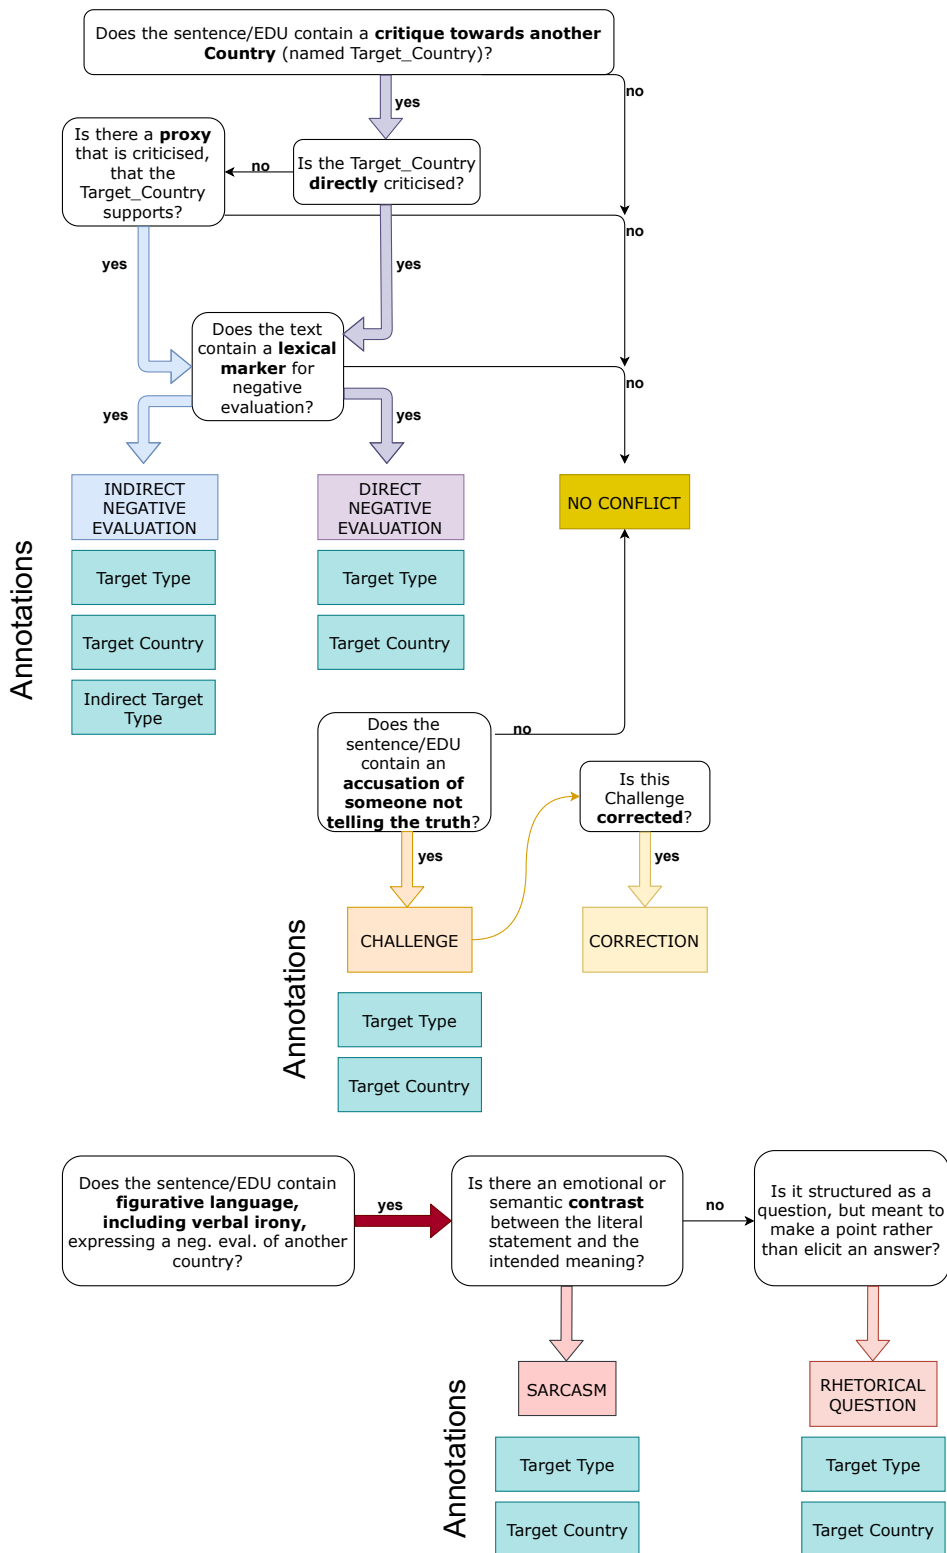 Does the sentence/EDU contain a critique towards another
Country (named Target_Country)?
no
yes
Is there a proxy
that is criticised,
that the
Target_Country
supports?
no
Is the Target_Country
directly criticised?
no
yes
yes
Does the text
contain a lexical
marker for
negative
evaluation?
no
yes
yes
INDIRECT
NEGATIVE
EVALUATION
DIRECT
NEGATIVE
EVALUATION
NO CONFLICT
Annotations
Target Type
Target Type
Target Country
Target Country
Indirect Target
Type
Does the
sentence/EDU
contain an
accusation of
someone not
telling the truth?
no
Is this
Challenge
corrected?
yes
yes
Annotations
CHALLENGE
CORRECTION
Target Type
Target Country
Does the sentence/EDU contain
figurative language,
including verbal irony,
expressing a neg. eval. of another
country?
yes
Is there an emotional or
semantic contrast
between the literal
statement and the
intended meaning?
no
Is it structured as a
question, but meant to
make a point rather
than elicit an answer?
Annotations
SARCASM
RHETORICAL
QUESTION
Target Type
Target Type
Target Country
Target Country